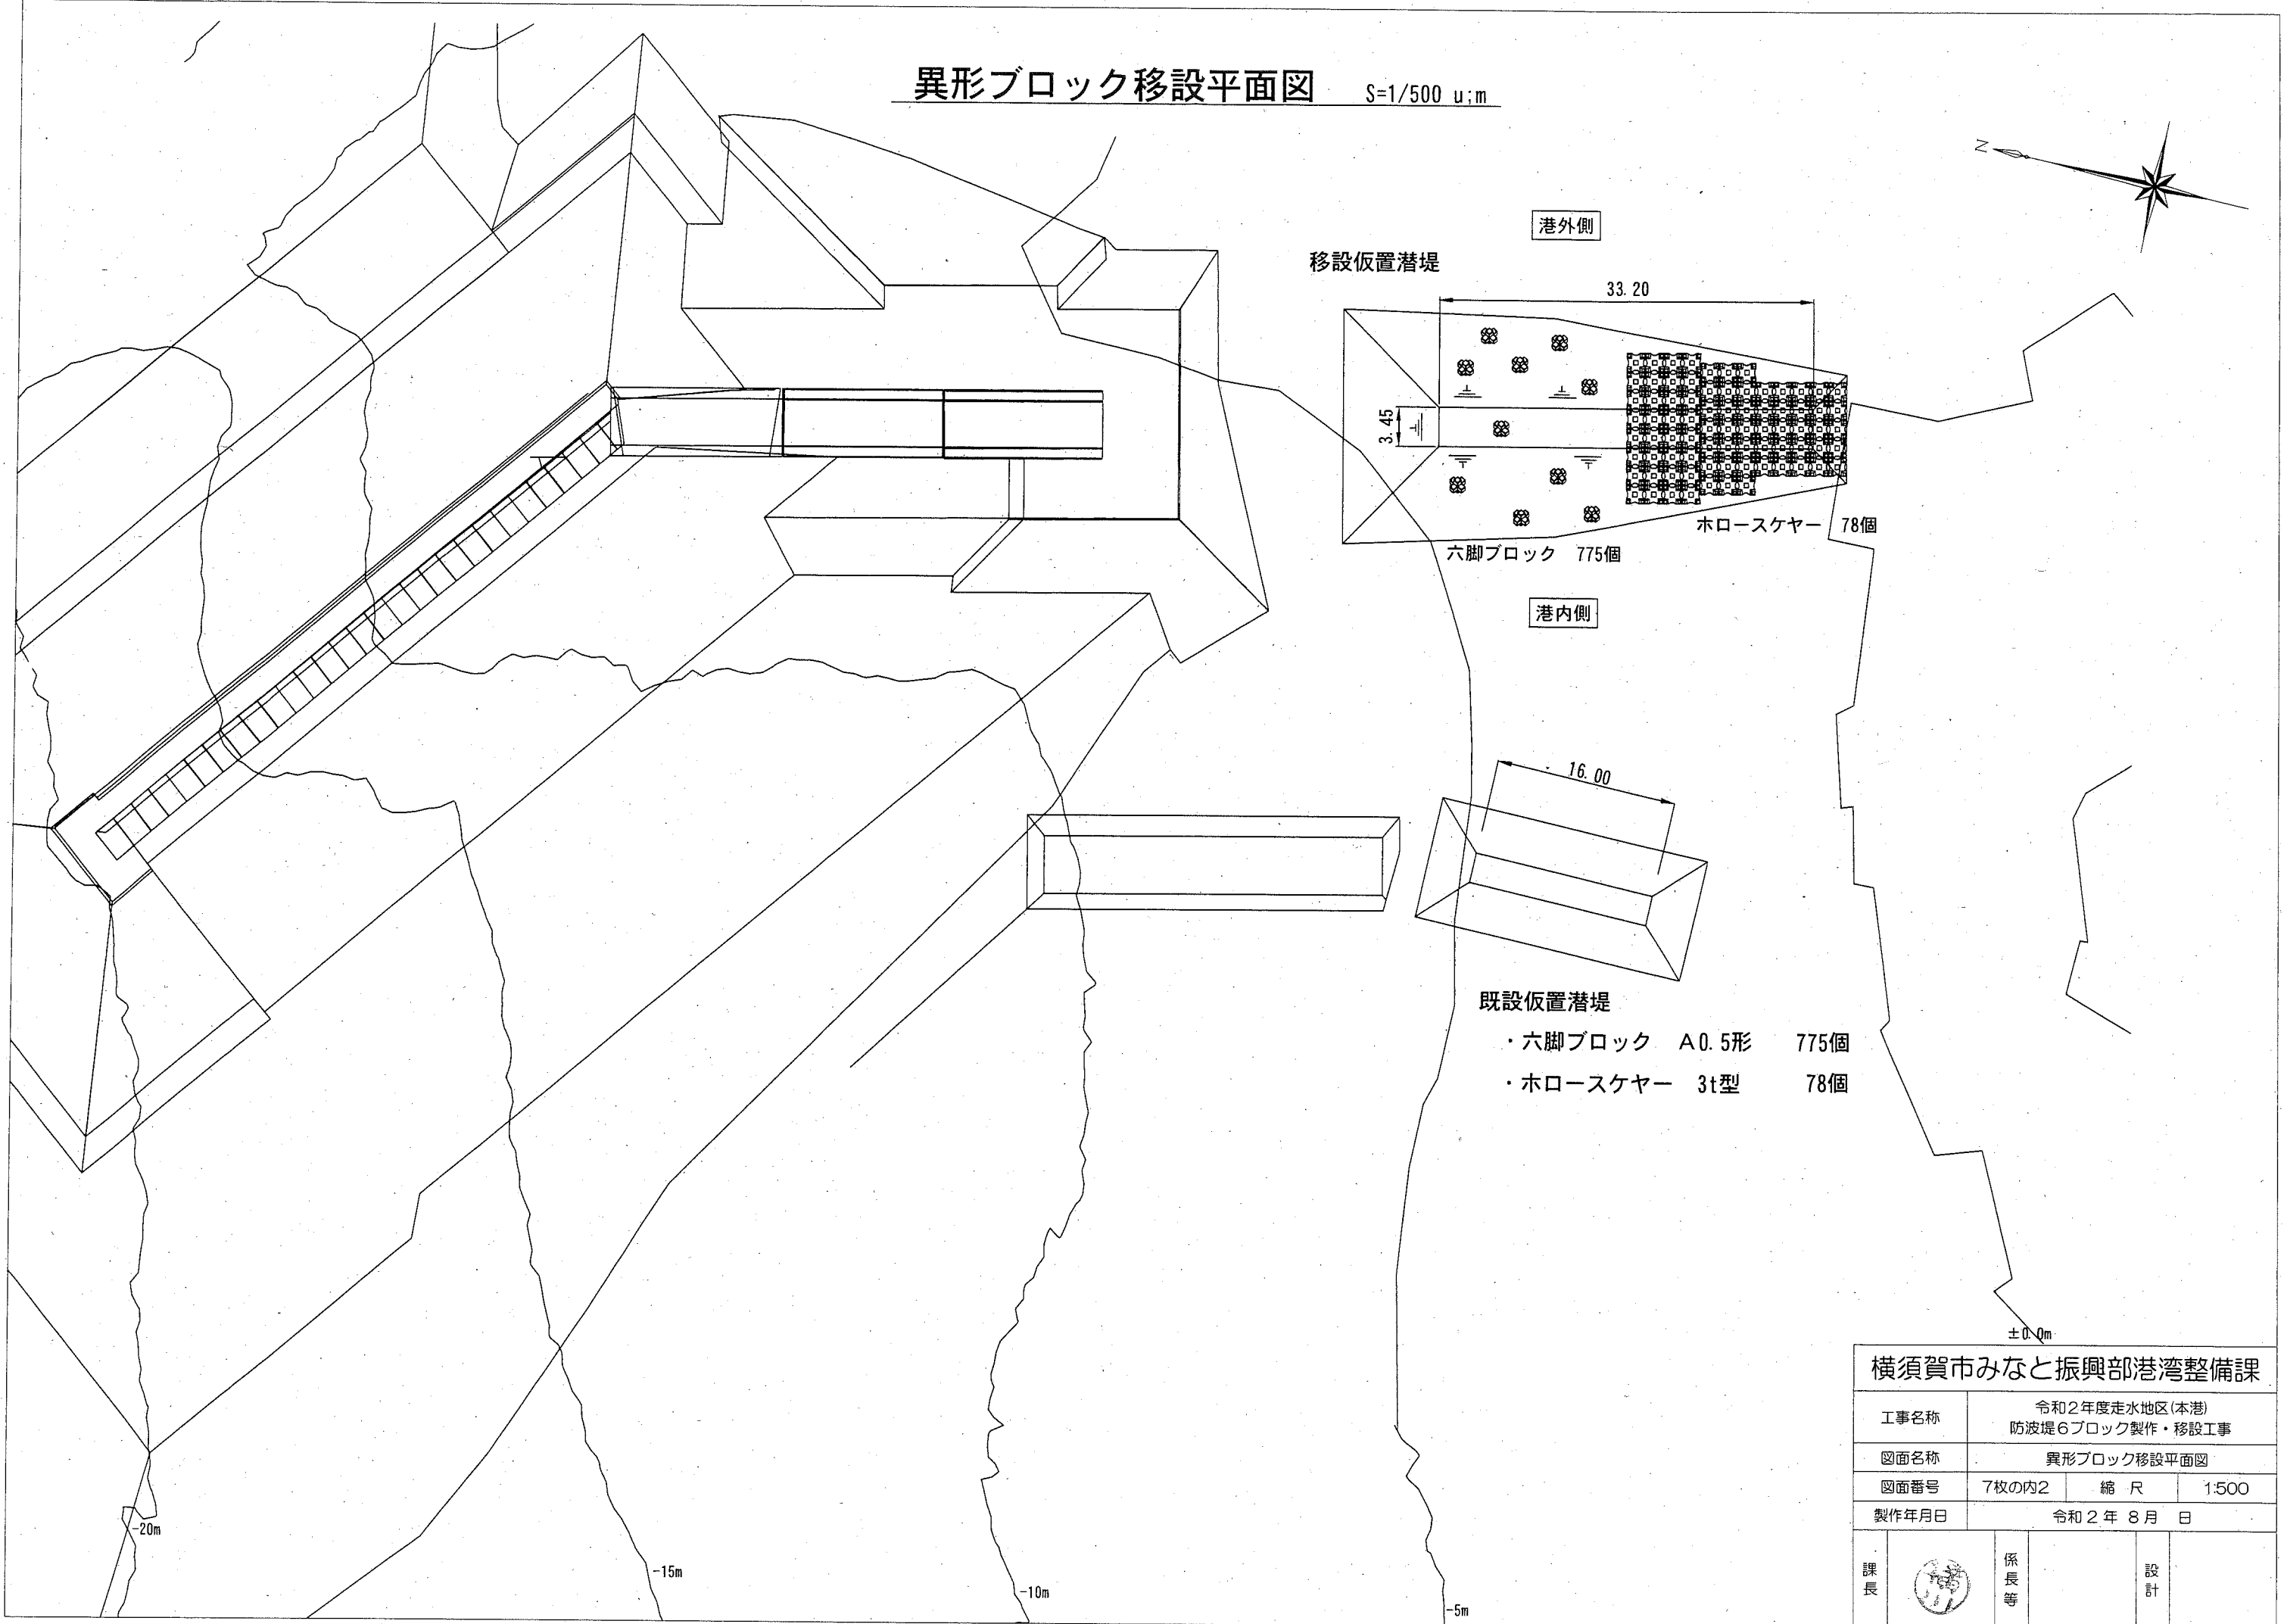 異形ブロック移設平面図 S=1/500 u;m
N
港外側
移設仮置潜堤
33.20
3.45
ホロースケヤー 78個
六脚ブロック 775個
港内側
16.00
既設仮置潜堤
・六脚ブロック A0.5形 775個
・ホロースケヤー 3t型 78個
±0.0m
-20m
-15m
-10m
-5m
横須賀市みなと振興部港湾整備課
工事名称 令和2年度走水地区(本港)
防波堤6ブロック製作・移設工事
図面名称 異形ブロック移設平面図
図面番号 7枚の内2 縮 尺 1:500
製作年月日 令和2年 8月 日
課長 係長等 設計